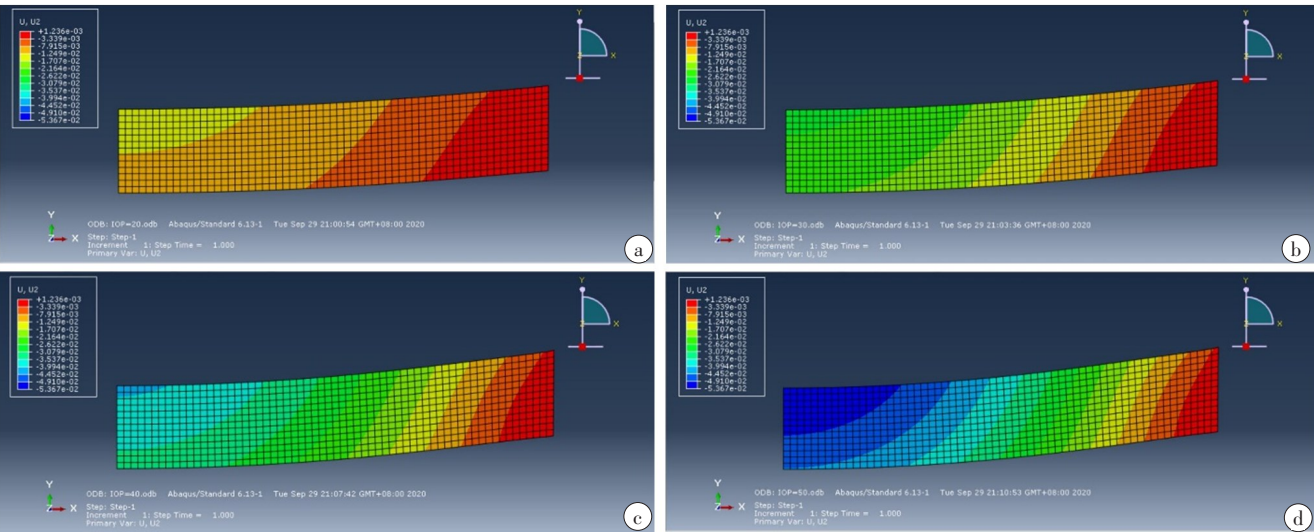 U, U2
+1.236e-03
-3.339e-03
-7.915e-03
-1.249e-02
-1.707e-02
-2.164e-02
-2.622e-02
-3.079e-02
-3.537e-02
-3.994e-02
-4.452e-02
-4.910e-02
-5.367e-02
Y
X
Z
Y
Z X
ODB: IOP=20.odb Abaqus/Standard 6.13-1 Tue Sep 29 21:00:54 GMT+08:00 2020
Step: Step-1
Increment 1: Step Time = 1.000
Primary Var: U, U2
a
U, U2
+1.236e-03
-3.339e-03
-7.915e-03
-1.249e-02
-1.707e-02
-2.164e-02
-2.622e-02
-3.079e-02
-3.537e-02
-3.994e-02
-4.452e-02
-4.910e-02
-5.367e-02
Y
X
Z
Y
Z X
ODB: IOP=30.odb Abaqus/Standard 6.13-1 Tue Sep 29 21:03:36 GMT+08:00 2020
Step: Step-1
Increment 1: Step Time = 1.000
Primary Var: U, U2
b
U, U2
+1.236e-03
-3.339e-03
-7.915e-03
-1.249e-02
-1.707e-02
-2.164e-02
-2.622e-02
-3.079e-02
-3.537e-02
-3.994e-02
-4.452e-02
-4.910e-02
-5.367e-02
Y
X
Z
Y
Z X
ODB: IOP=40.odb Abaqus/Standard 6.13-1 Tue Sep 29 21:07:42 GMT+08:00 2020
Step: Step-1
Increment 1: Step Time = 1.000
Primary Var: U, U2
c
U, U2
+1.236e-03
-3.339e-03
-7.915e-03
-1.249e-02
-1.707e-02
-2.164e-02
-2.622e-02
-3.079e-02
-3.537e-02
-3.994e-02
-4.452e-02
-4.910e-02
-5.367e-02
Y
X
Z
Y
Z X
ODB: IOP=50.odb Abaqus/Standard 6.13-1 Tue Sep 29 21:10:53 GMT+08:00 2020
Step: Step-1
Increment 1: Step Time = 1.000
Primary Var: U, U2
d